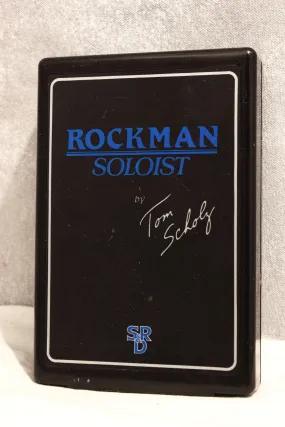 ROCKMAN
SOLOIST
by
Tom
Scholz
SR&D